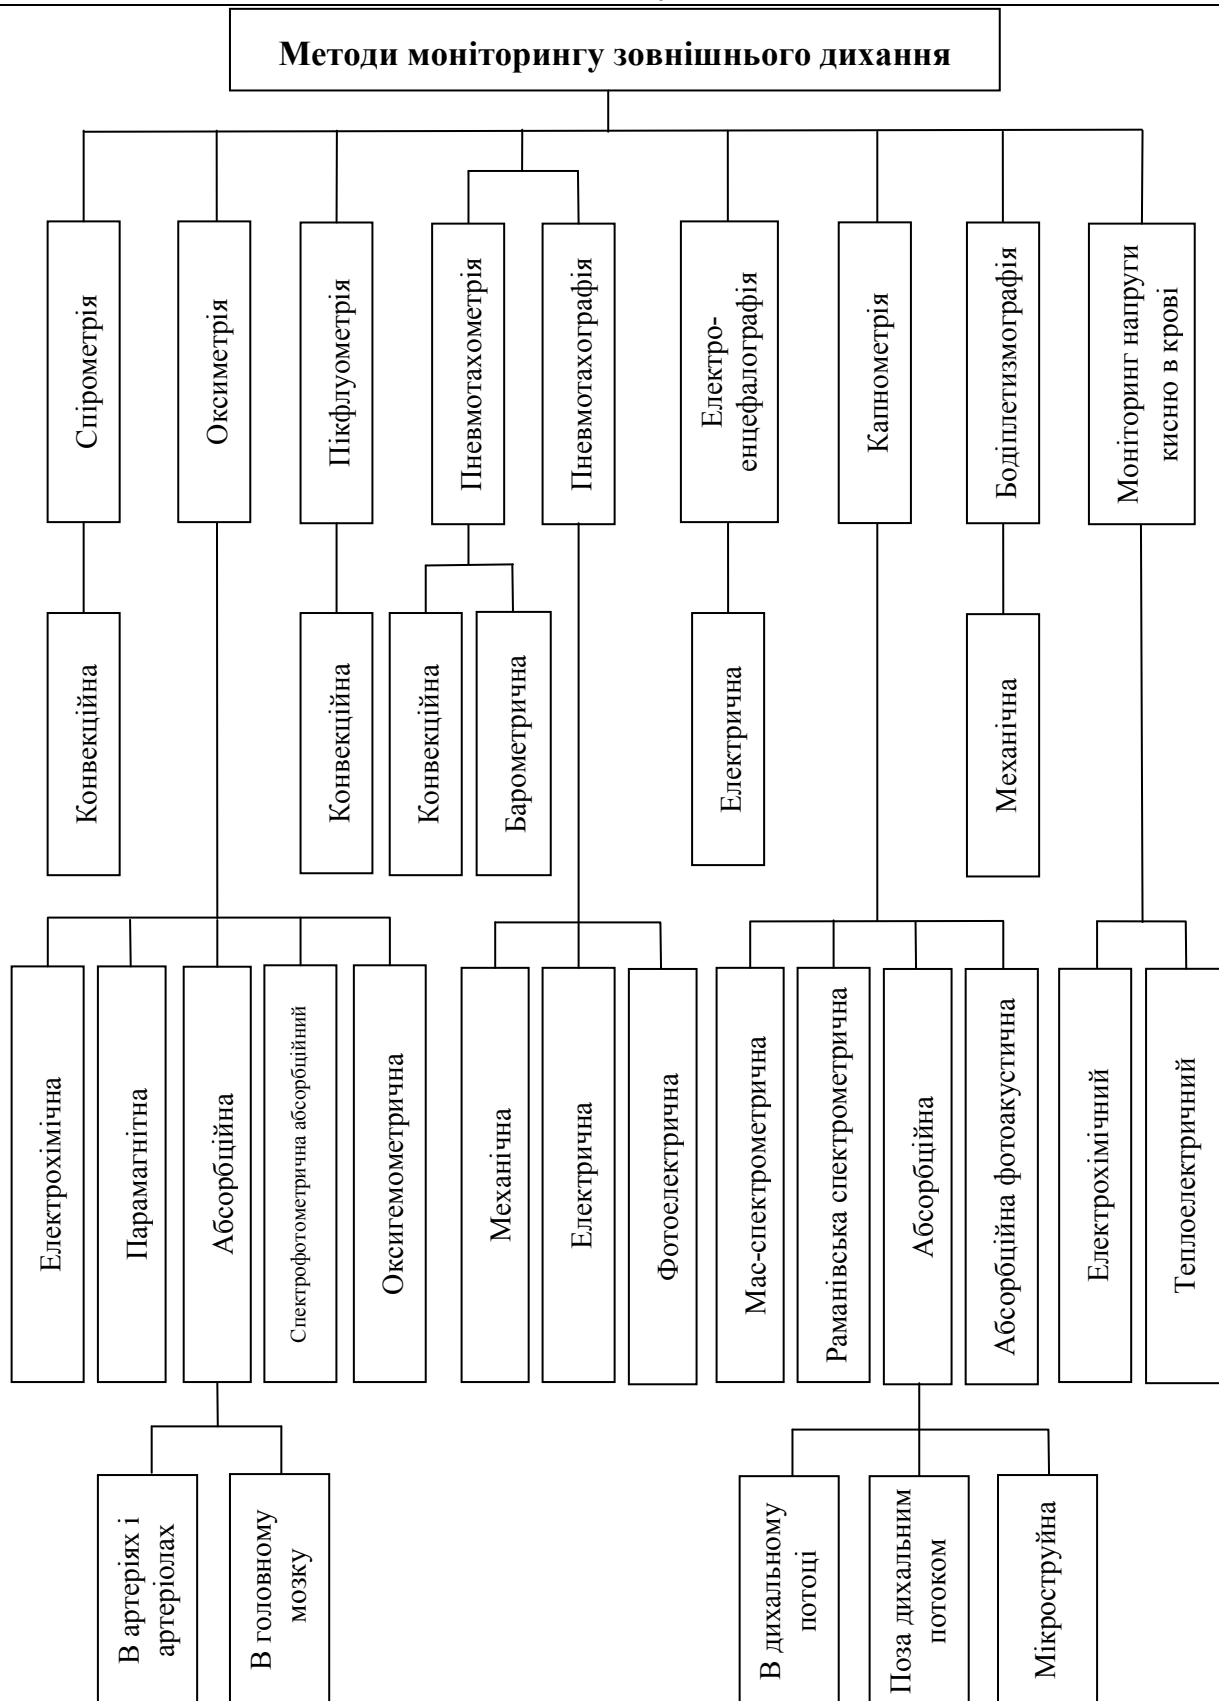 Методи моніторингу зовнішнього дихання
Спірометрія
Оксиметрія
Пікфлуометрія
Пневмотахометрія
Пневмотахографія
Електро-
енцефалографія
Капнометрія
Бодіплетизмографія
Моніторинг напруги
кисню в крові
Конвекційна
Конвекційна
Конвекційна
Барометрична
Електрична
Механічна
Електрохімічна
Парамагнітна
Абсорбційна
Спектрофотометрична абсорбційний
Оксигемометрична
Механічна
Електрична
Фотоелектрична
Мас-спектрометрична
Раманівська спектрометрична
Абсорбційна
Абсорбційна фотоакустична
Електрохімічний
Теплоелектричний
В артеріях і
артеріолах
В головному
мозку
В дихальному
потоці
Поза дихальним
потоком
Мікроструйна